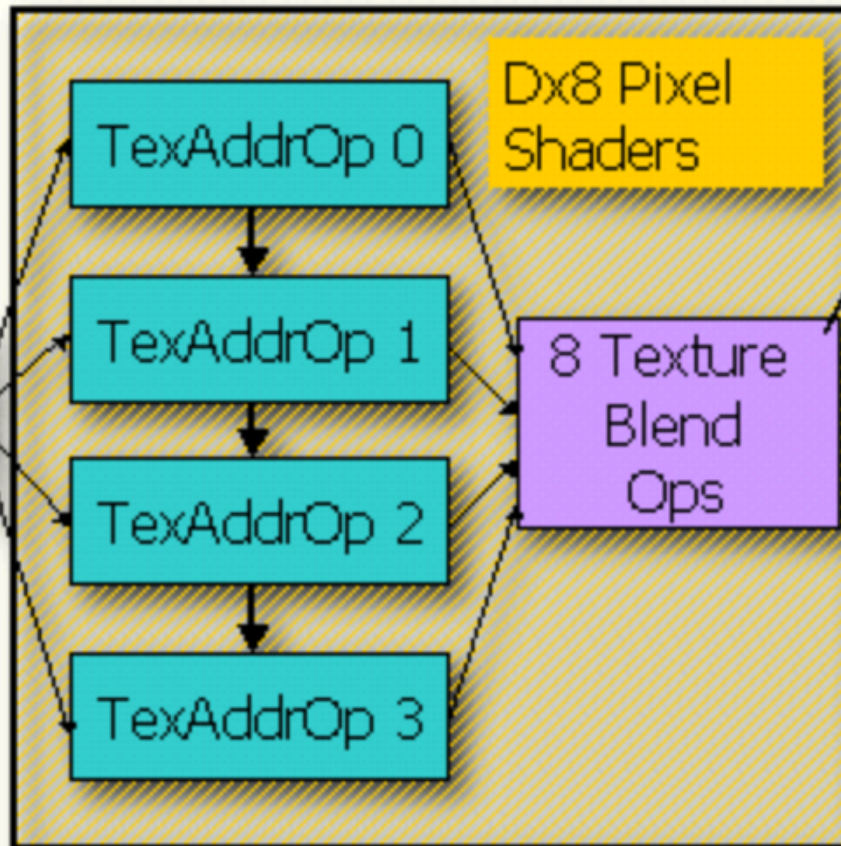 Dx8 Pixel
Shaders
TexAddrOp 0
TexAddrOp 1
TexAddrOp 2
TexAddrOp 3
8 Texture
Blend
Ops